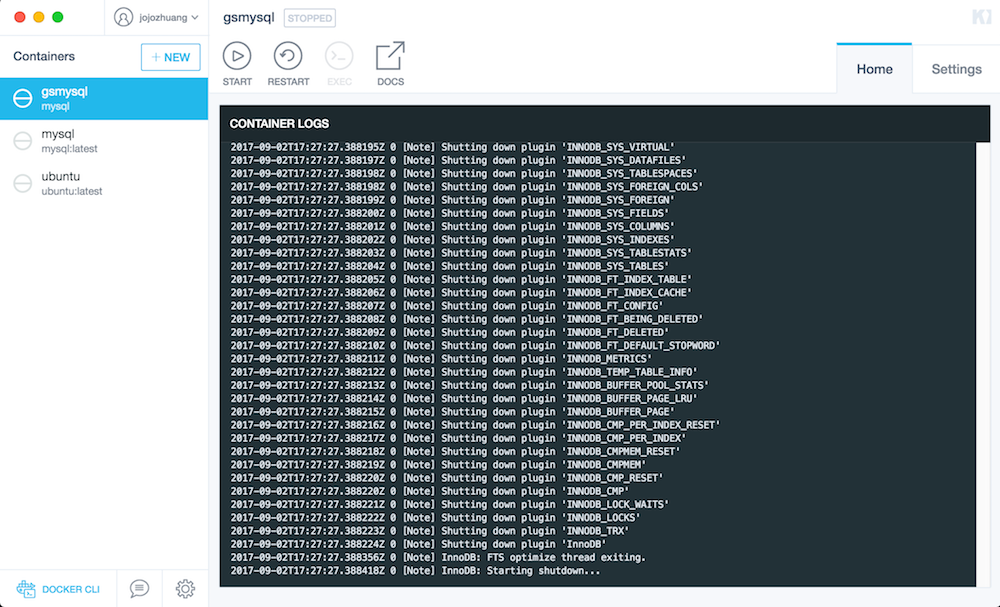 jojozhuang
gsmysql STOPPED
Containers
+ NEW
START
RESTART
EXEC
DOCS
Home
Settings
gsmysql
mysql
mysql
mysql:latest
ubuntu
ubuntu:latest
CONTAINER LOGS
2017-09-02T17:27:27.388195Z 0 [Note] Shutting down plugin 'INNODB_SYS_VIRTUAL'
2017-09-02T17:27:27.388197Z 0 [Note] Shutting down plugin 'INNODB_SYS_DATAFILES'
2017-09-02T17:27:27.388198Z 0 [Note] Shutting down plugin 'INNODB_SYS_TABLESPACES'
2017-09-02T17:27:27.388198Z 0 [Note] Shutting down plugin 'INNODB_SYS_FOREIGN_COLS'
2017-09-02T17:27:27.388199Z 0 [Note] Shutting down plugin 'INNODB_SYS_FOREIGN'
2017-09-02T17:27:27.388200Z 0 [Note] Shutting down plugin 'INNODB_SYS_FIELDS'
2017-09-02T17:27:27.388201Z 0 [Note] Shutting down plugin 'INNODB_SYS_COLUMNS'
2017-09-02T17:27:27.388202Z 0 [Note] Shutting down plugin 'INNODB_SYS_INDEXES'
2017-09-02T17:27:27.388203Z 0 [Note] Shutting down plugin 'INNODB_SYS_TABLESTATS'
2017-09-02T17:27:27.388204Z 0 [Note] Shutting down plugin 'INNODB_SYS_TABLES'
2017-09-02T17:27:27.388205Z 0 [Note] Shutting down plugin 'INNODB_FT_INDEX_TABLE'
2017-09-02T17:27:27.388206Z 0 [Note] Shutting down plugin 'INNODB_FT_INDEX_CACHE'
2017-09-02T17:27:27.388207Z 0 [Note] Shutting down plugin 'INNODB_FT_CONFIG'
2017-09-02T17:27:27.388208Z 0 [Note] Shutting down plugin 'INNODB_FT_BEING_DELETED'
2017-09-02T17:27:27.388209Z 0 [Note] Shutting down plugin 'INNODB_FT_DELETED'
2017-09-02T17:27:27.388210Z 0 [Note] Shutting down plugin 'INNODB_FT_DEFAULT_STOPWORD'
2017-09-02T17:27:27.388211Z 0 [Note] Shutting down plugin 'INNODB_METRICS'
2017-09-02T17:27:27.388212Z 0 [Note] Shutting down plugin 'INNODB_TEMP_TABLE_INFO'
2017-09-02T17:27:27.388213Z 0 [Note] Shutting down plugin 'INNODB_BUFFER_POOL_STATS'
2017-09-02T17:27:27.388214Z 0 [Note] Shutting down plugin 'INNODB_BUFFER_PAGE_LRU'
2017-09-02T17:27:27.388215Z 0 [Note] Shutting down plugin 'INNODB_BUFFER_PAGE'
2017-09-02T17:27:27.388216Z 0 [Note] Shutting down plugin 'INNODB_CMP_PER_INDEX_RESET'
2017-09-02T17:27:27.388217Z 0 [Note] Shutting down plugin 'INNODB_CMP_PER_INDEX'
2017-09-02T17:27:27.388218Z 0 [Note] Shutting down plugin 'INNODB_CMPMEM_RESET'
2017-09-02T17:27:27.388219Z 0 [Note] Shutting down plugin 'INNODB_CMPMEM'
2017-09-02T17:27:27.388220Z 0 [Note] Shutting down plugin 'INNODB_CMP_RESET'
2017-09-02T17:27:27.388220Z 0 [Note] Shutting down plugin 'INNODB_CMP'
2017-09-02T17:27:27.388221Z 0 [Note] Shutting down plugin 'INNODB_LOCK_WAITS'
2017-09-02T17:27:27.388222Z 0 [Note] Shutting down plugin 'INNODB_LOCKS'
2017-09-02T17:27:27.388223Z 0 [Note] Shutting down plugin 'INNODB_TRX'
2017-09-02T17:27:27.388224Z 0 [Note] Shutting down plugin 'InnoDB'
2017-09-02T17:27:27.388356Z 0 [Note] InnoDB: FTS optimize thread exiting.
2017-09-02T17:27:27.388418Z 0 [Note] InnoDB: Starting shutdown...
DOCKER CLI